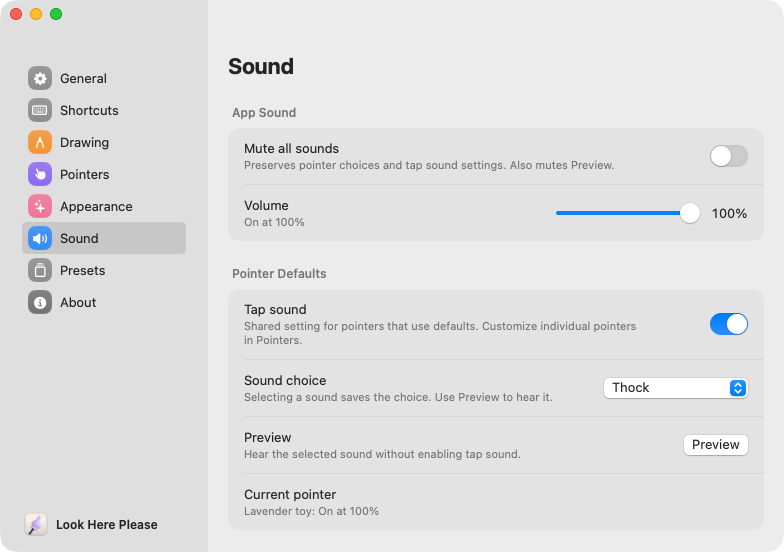 Sound
General
Shortcuts
Drawing
Pointers
Appearance
Sound
Presets
About
Look Here Please
App Sound
Mute all sounds
Preserves pointer choices and tap sound settings. Also mutes Preview.
Volume
On at 100%
100%
Pointer Defaults
Tap sound
Shared setting for pointers that use defaults. Customize individual pointers
in Pointers.
Sound choice
Selecting a sound saves the choice. Use Preview to hear it.
Thock
Preview
Hear the selected sound without enabling tap sound.
Preview
Current pointer
Lavender toy: On at 100%